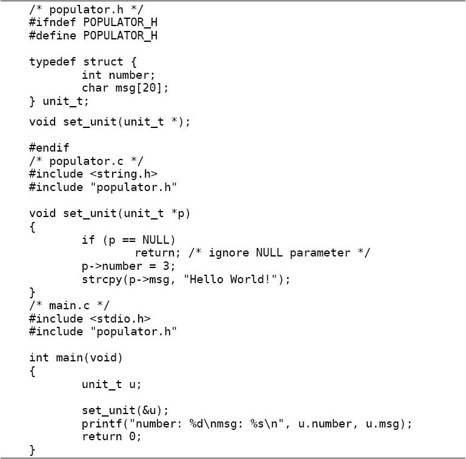 /* populator.h */
#ifndef POPULATOR_H
#define POPULATOR_H

typedef struct {
        int number;
        char msg[20];
} unit_t;

void set_unit(unit_t *);

#endif
/* populator.c */
#include <string.h>
#include "populator.h"

void set_unit(unit_t *p)
{
        if (p == NULL)
                return; /* ignore NULL parameter */
        p->number = 3;
        strcpy(p->msg, "Hello World!");
}
/* main.c */
#include <stdio.h>
#include "populator.h"

int main(void)
{
        unit_t u;

        set_unit(&u);
        printf("number: %d\nmsg: %s\n", u.number, u.msg);
        return 0;
}